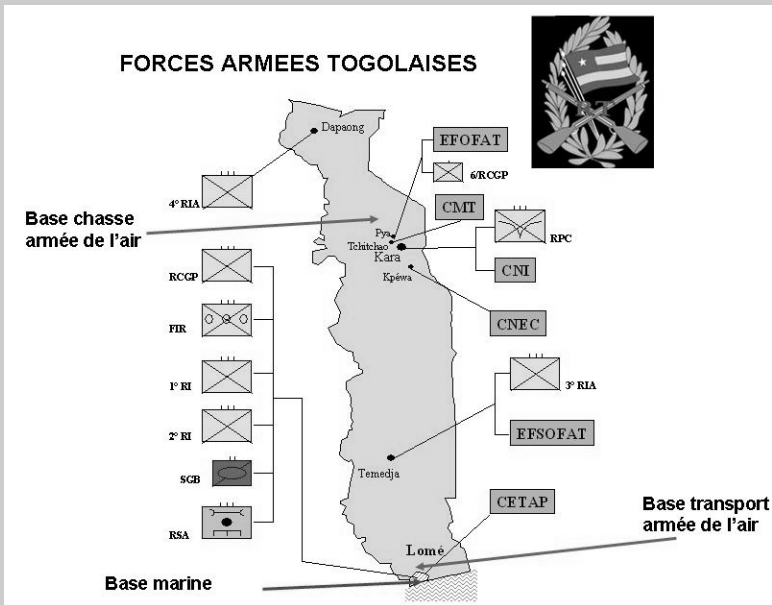 FORCES ARMEES TOGOLAISES
R T
Dapaong
EFOFAT
6/RCGP
4° RIA
CMT
Base chasse
armée de l'air
Pya
Tchitchao
Kara
RPC
CNI
Kpéwa
RCGP
CNEC
FIR
3° RIA
1° RI
EFSOFAT
2° RI
Temedja
SGB
CETAP
Base transport
armée de l'air
RSA
Lomé
Base marine